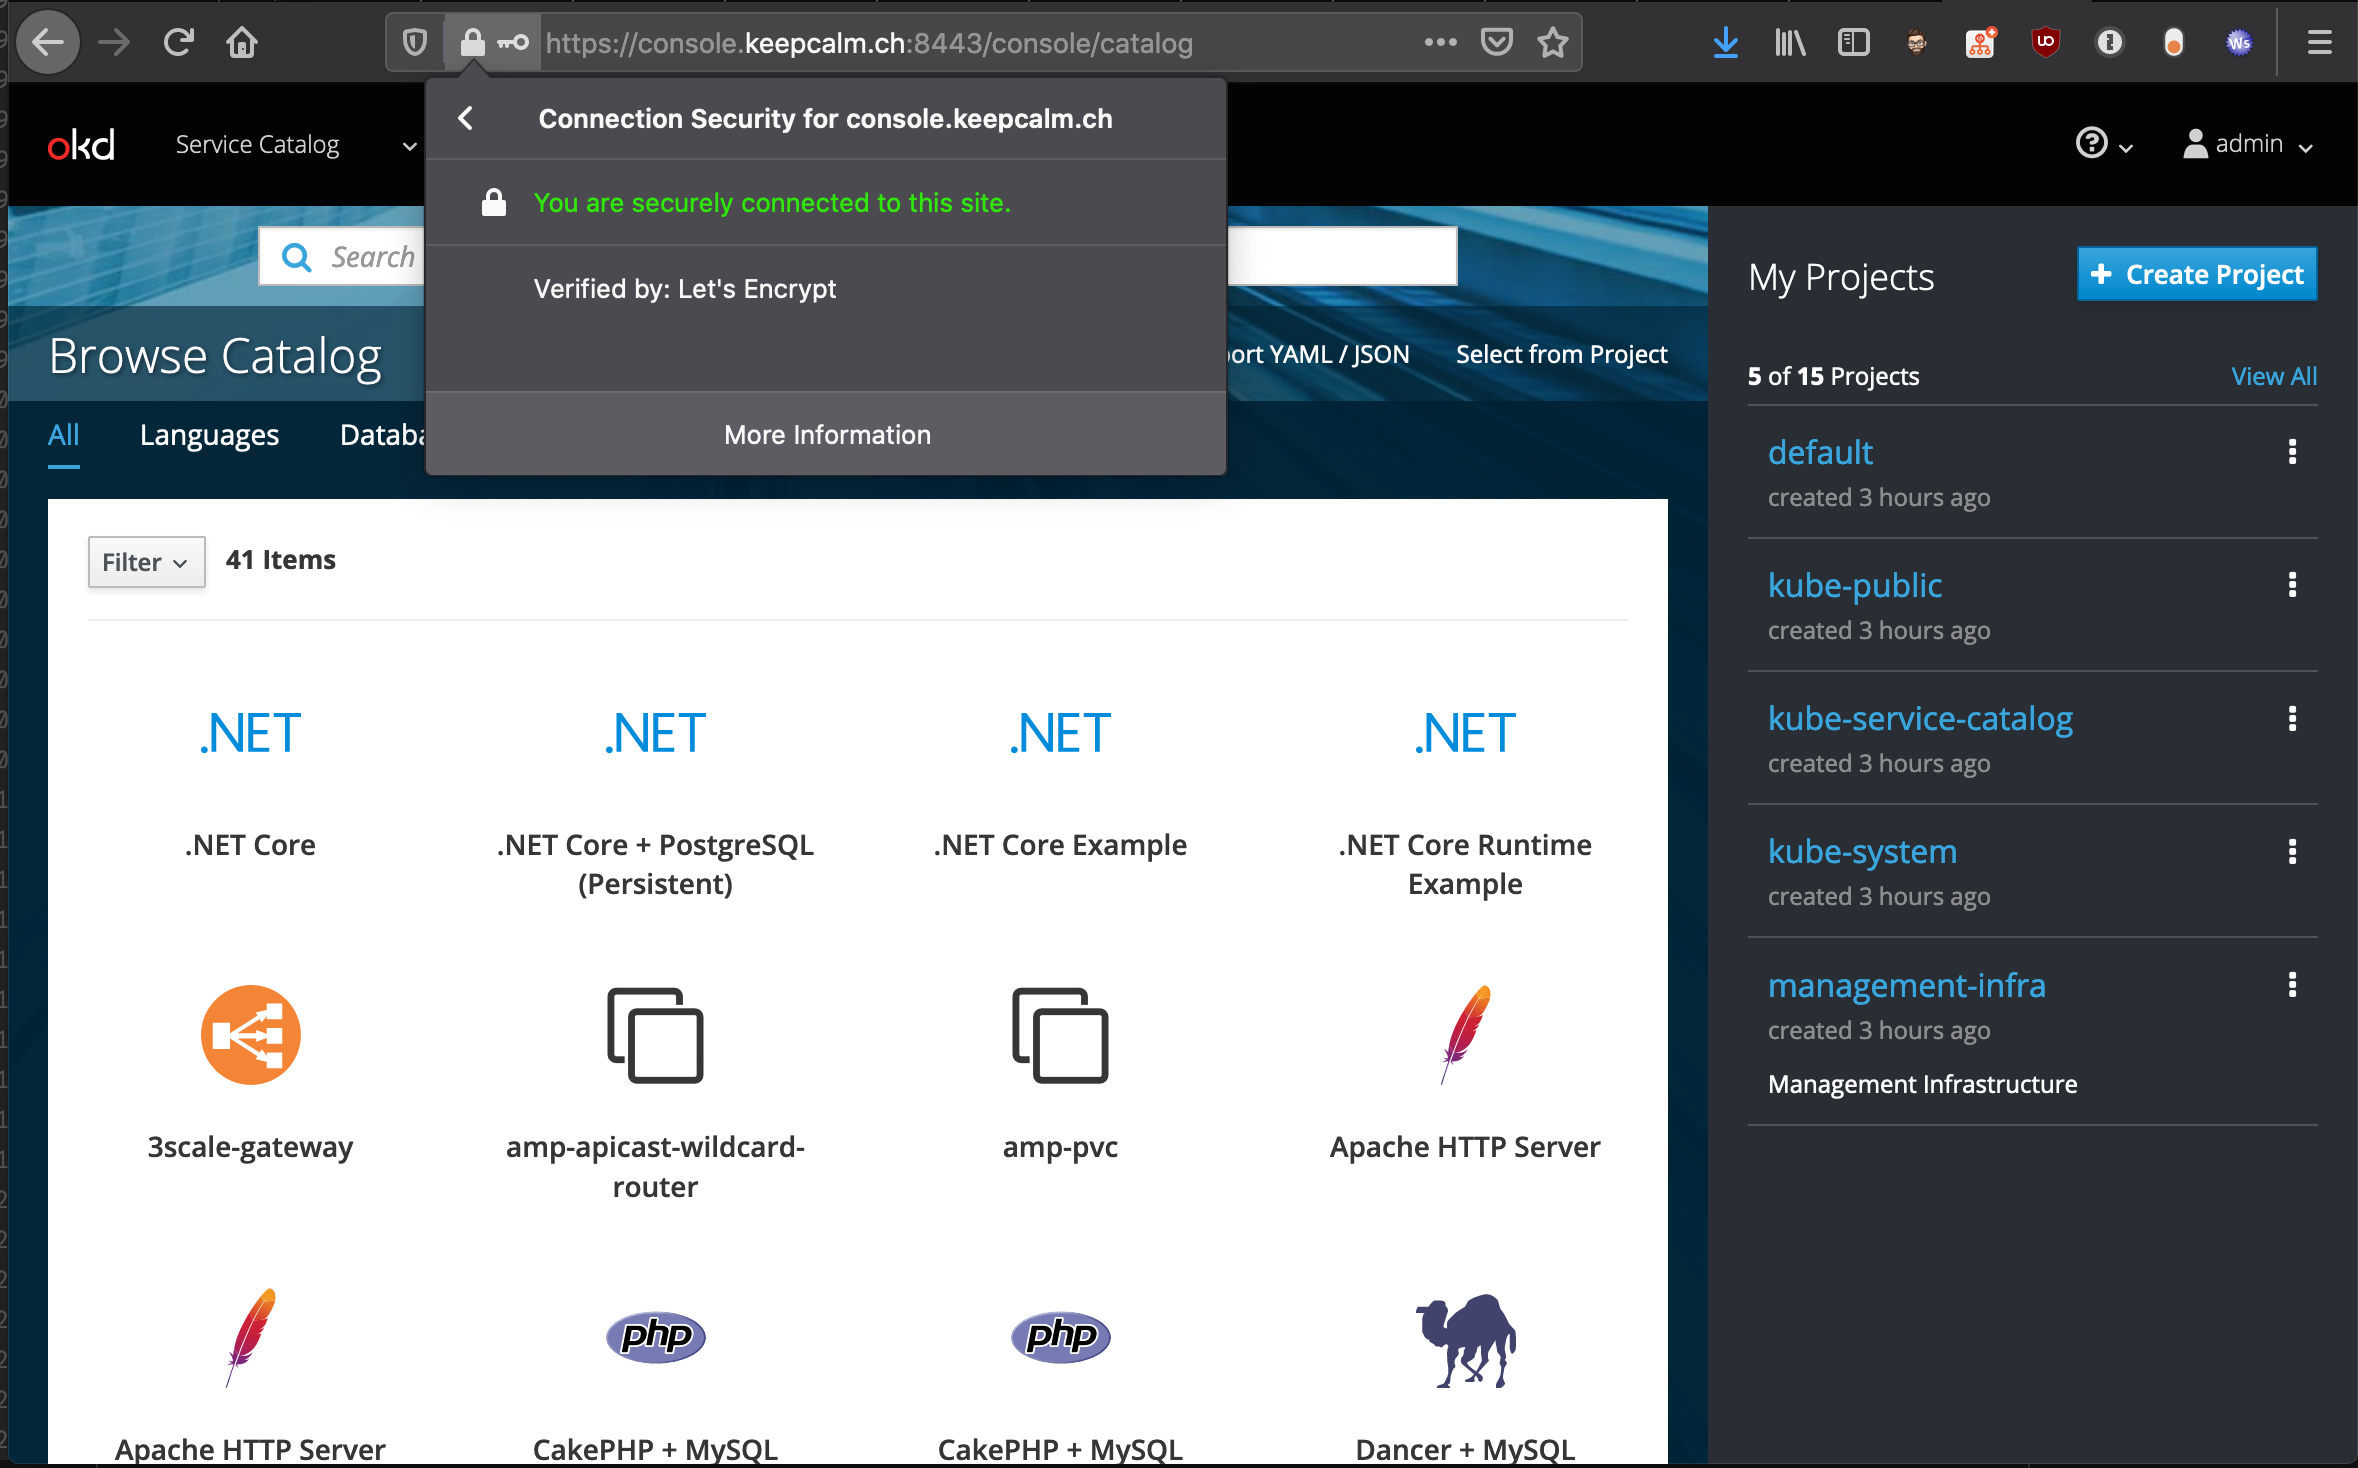 https://console.keepcalm.ch:8443/console/catalog
Ws
Connection Security for console.keepcalm.ch
okd
Service Catalog
admin
You are securely connected to this site.
Search
Verified by: Let's Encrypt
My Projects
+ Create Project
Browse Catalog
YAML / JSON
Select from Project
5 of 15 Projects
View All
All
Languages
More Information
default
created 3 hours ago
kube-public
created 3 hours ago
kube-service-catalog
created 3 hours ago
kube-system
created 3 hours ago
management-infra
created 3 hours ago
Management Infrastructure
Filter
41 Items
.NET
.NET
.NET
.NET
.NET Core
.NET Core + PostgreSQL
(Persistent)
.NET Core Example
.NET Core Runtime
Example
3scale-gateway
amp-apicast-wildcard-
router
amp-pvc
Apache HTTP Server
php
php
Apache HTTP Server
CakePHP + MySQL
CakePHP + MySQL
Dancer + MySQL